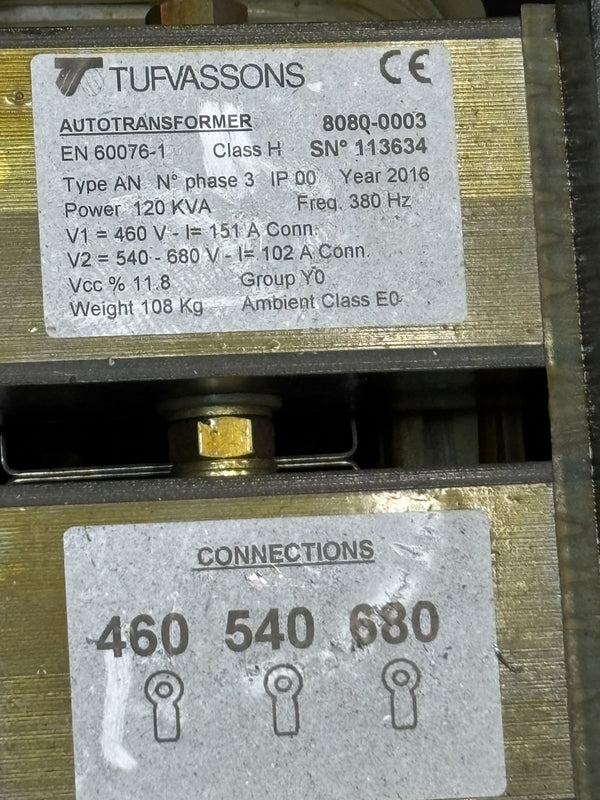 TUFVASSONS CE
AUTOTRANSFORMER 8080-0003
EN 60076-1 Class H SN° 113634
Type AN N° phase 3 IP 00 Year 2016
Power 120 KVA Freq. 380 Hz
V1 = 460 V - I= 151 A Conn.
V2 = 540 - 680 V - I= 102 A Conn.
Vcc % 11.8 Group Y0
Weight 108 Kg Ambient Class E0
CONNECTIONS
460 540 680